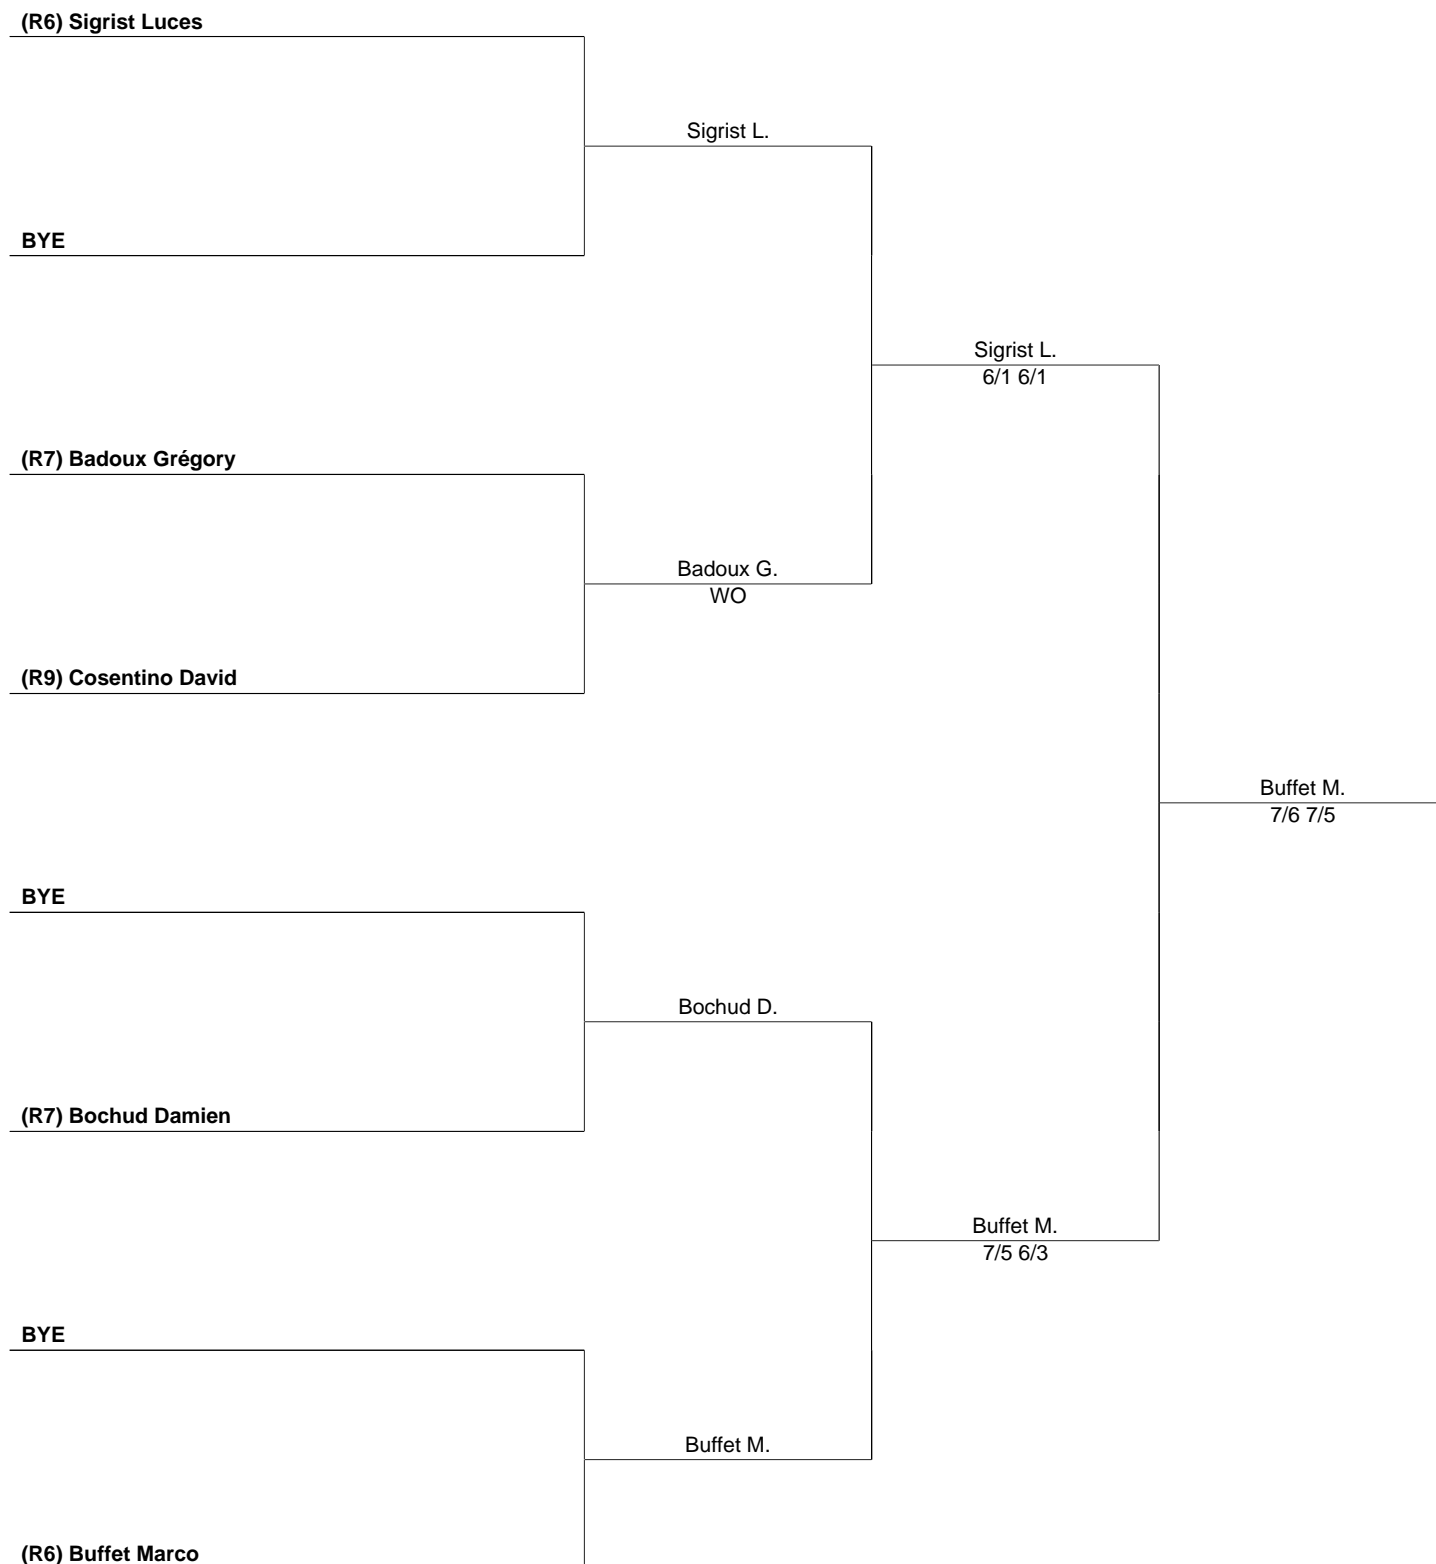 (R6) Sigrist Luces
Sigrist L.
BYE
Sigrist L.
6/1 6/1
(R7) Badoux Grégory
Badoux G.
WO
(R9) Cosentino David
Buffet M.
7/6 7/5
BYE
Bochud D.
(R7) Bochud Damien
Buffet M.
7/5 6/3
BYE
Buffet M.
(R6) Buffet Marco